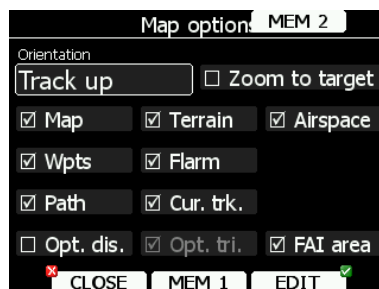 Map options MEM 2
Orientation
Track up Zoom to target
Map Terrain Airspace
Wpts Flarm
Path Cur. trk.
Opt. dis. Opt. tri. FAI area
CLOSE MEM 1 EDIT